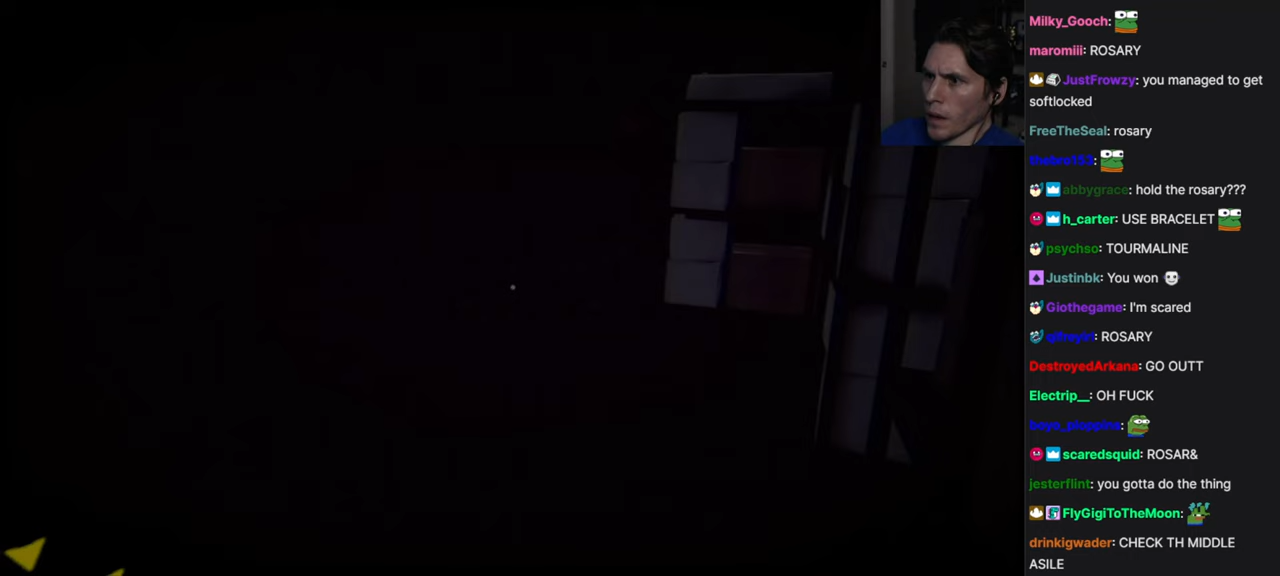 Milky_Gooch:
maromiii: ROSARY
JustFrowzy: you managed to get
softlocked
FreeTheSeal: rosary
thebro153:
abbygrace: hold the rosary???
h_carter: USE BRACELET
psychso: TOURMALINE
Justinbk: You won
Giothegame: I'm scared
ROSARY
DestroyedArkana: GO OUTT
Electrip__: OH FUCK
scaredsquid: ROSAR&
jesterflint: you gotta do the thing
FlyGigiToTheMoon:
drinkigwader: CHECK TH MIDDLE
ASILE